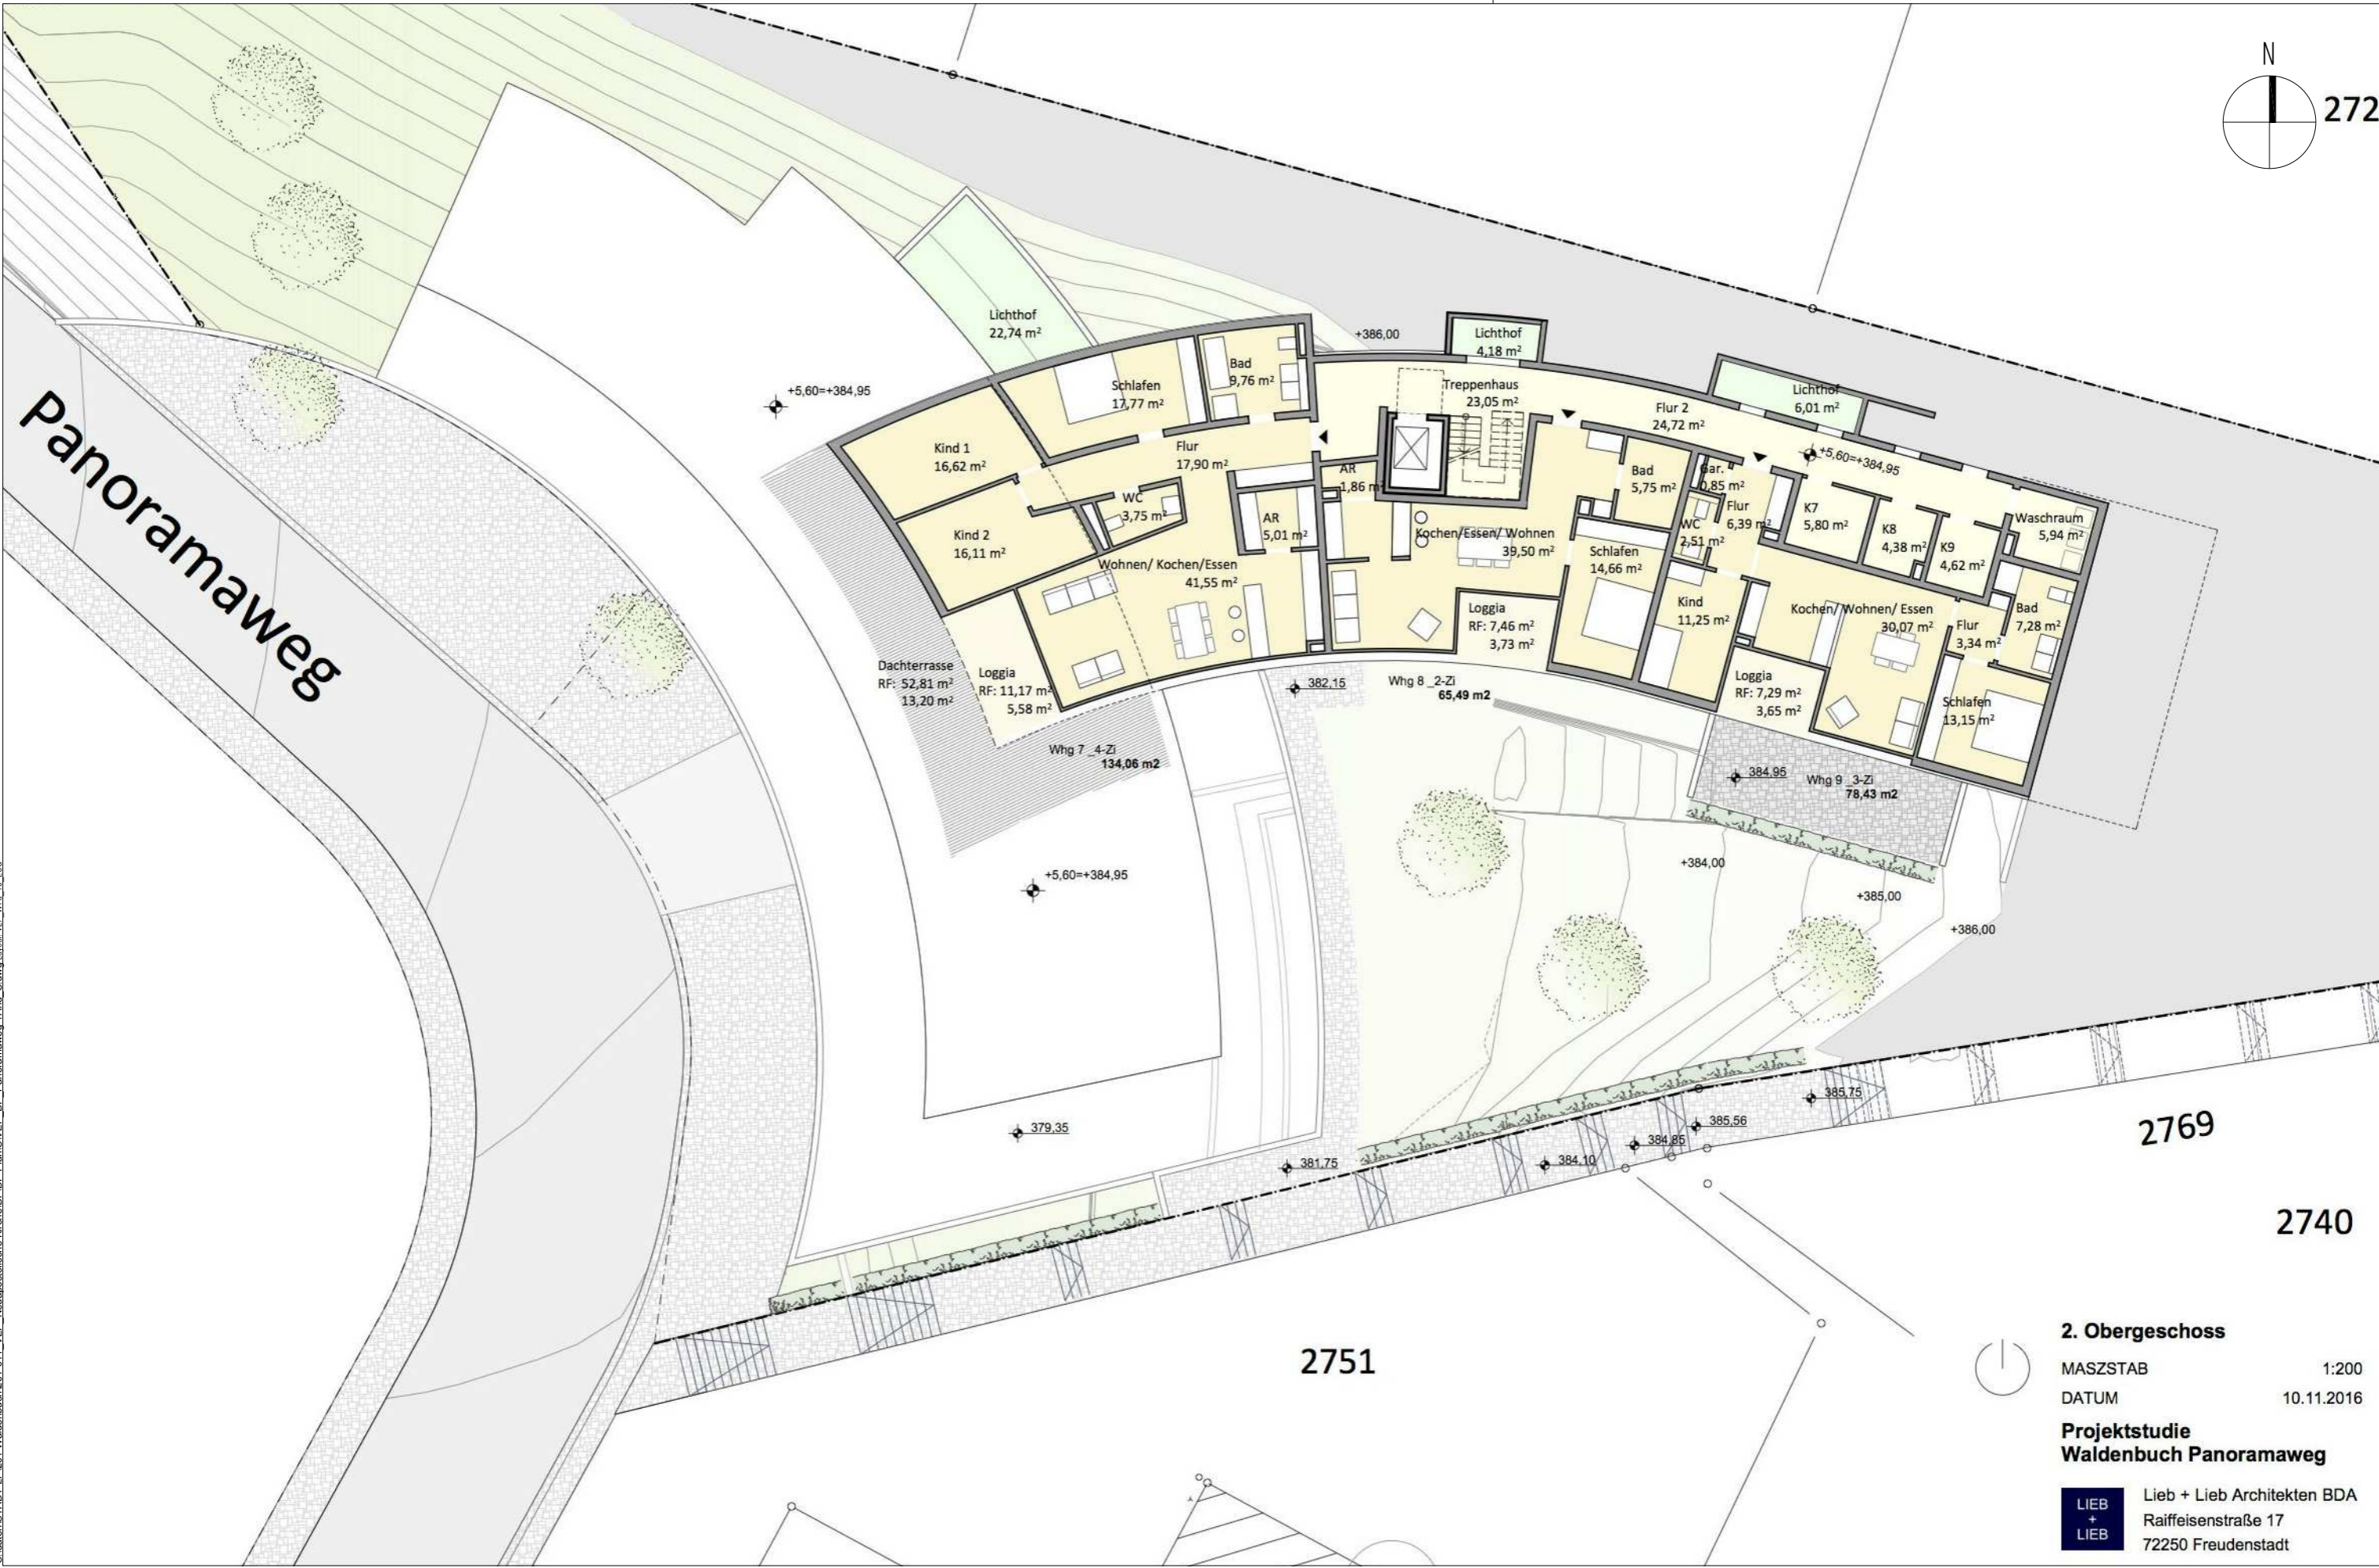 N
272
Panoramaweg
+5,60=+384,95
Lichthof
22,74 m²
+386,00
Lichthof
4,18 m²
Lichthof
6,01 m²
Kind 1
16,62 m²
Schlafen
17,77 m²
Bad
9,76 m²
Treppenhaus
23,05 m²
Flur 2
24,72 m²
+5,60=+384,95
Kind 2
16,11 m²
Flur
17,90 m²
WC
3,75 m²
AR
5,01 m²
AR
1,86 m²
Wohnen/ Kochen/Essen
41,55 m²
Kochen/Essen/ Wohnen
39,50 m²
Bad
5,75 m²
Gar.
0,85 m²
Flur
6,39 m²
WC
2,51 m²
K7
5,80 m²
K8
4,38 m²
K9
4,62 m²
Waschraum
5,94 m²
Schlafen
14,66 m²
Kind
11,25 m²
Kochen/ Wohnen/ Essen
30,07 m²
Flur
3,34 m²
Bad
7,28 m²
Schlafen
13,15 m²
Dachterrasse
RF: 52,81 m²
13,20 m²
Loggia
RF: 11,17 m²
5,58 m²
Loggia
RF: 7,46 m²
3,73 m²
Loggia
RF: 7,29 m²
3,65 m²
382,15
Whg 8 _2-Zi
65,49 m2
Whg 7 _4-Zi
134,06 m2
384,95
Whg 9 _3-Zi
78,43 m2
+5,60=+384,95
+384,00
+385,00
+386,00
379,35
381,75
384,10
384,85
385,56
385,75
2769
2740
2751
2. Obergeschoss
MASZSTAB 1:200
DATUM 10.11.2016
Projektstudie
Waldenbuch Panoramaweg
LIEB
+
LIEB
Lieb + Lieb Architekten BDA
Raiffeisenstraße 17
72250 Freudenstadt